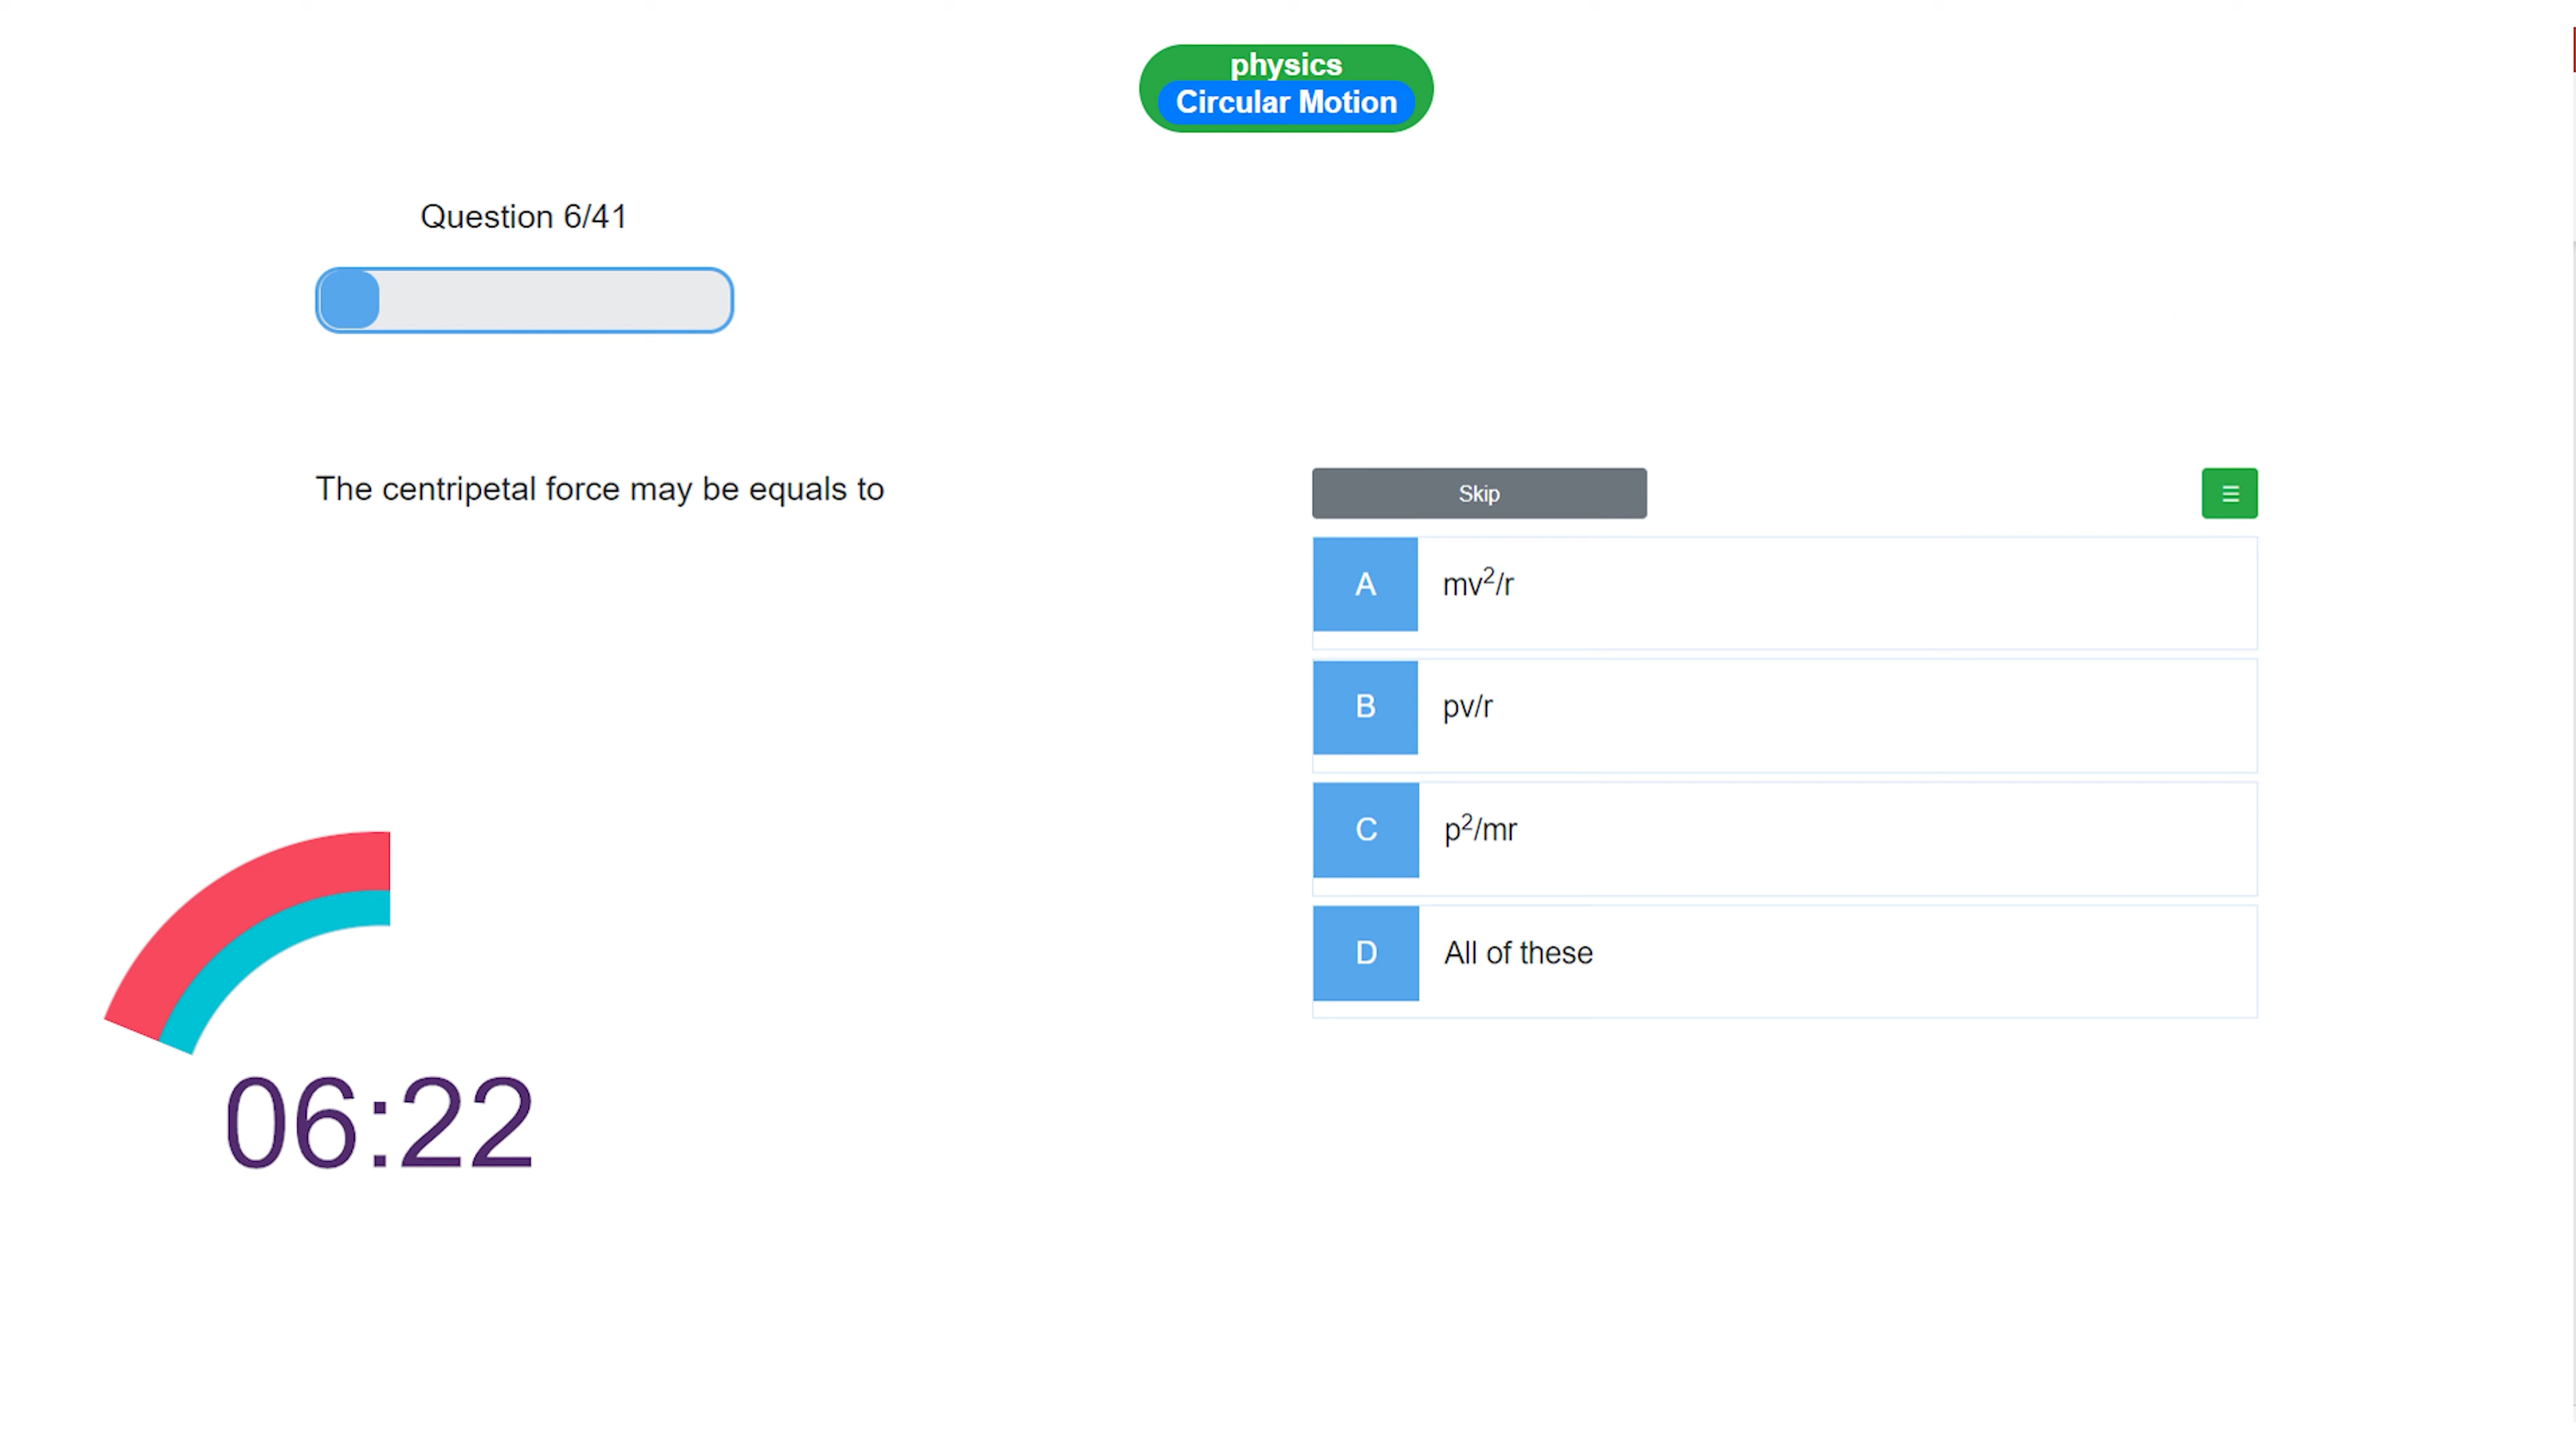 physics
Circular Motion
Question 6/41
The centripetal force may be equals to
Skip
A mv²/r
B pv/r
C p²/mr
D All of these
06:22